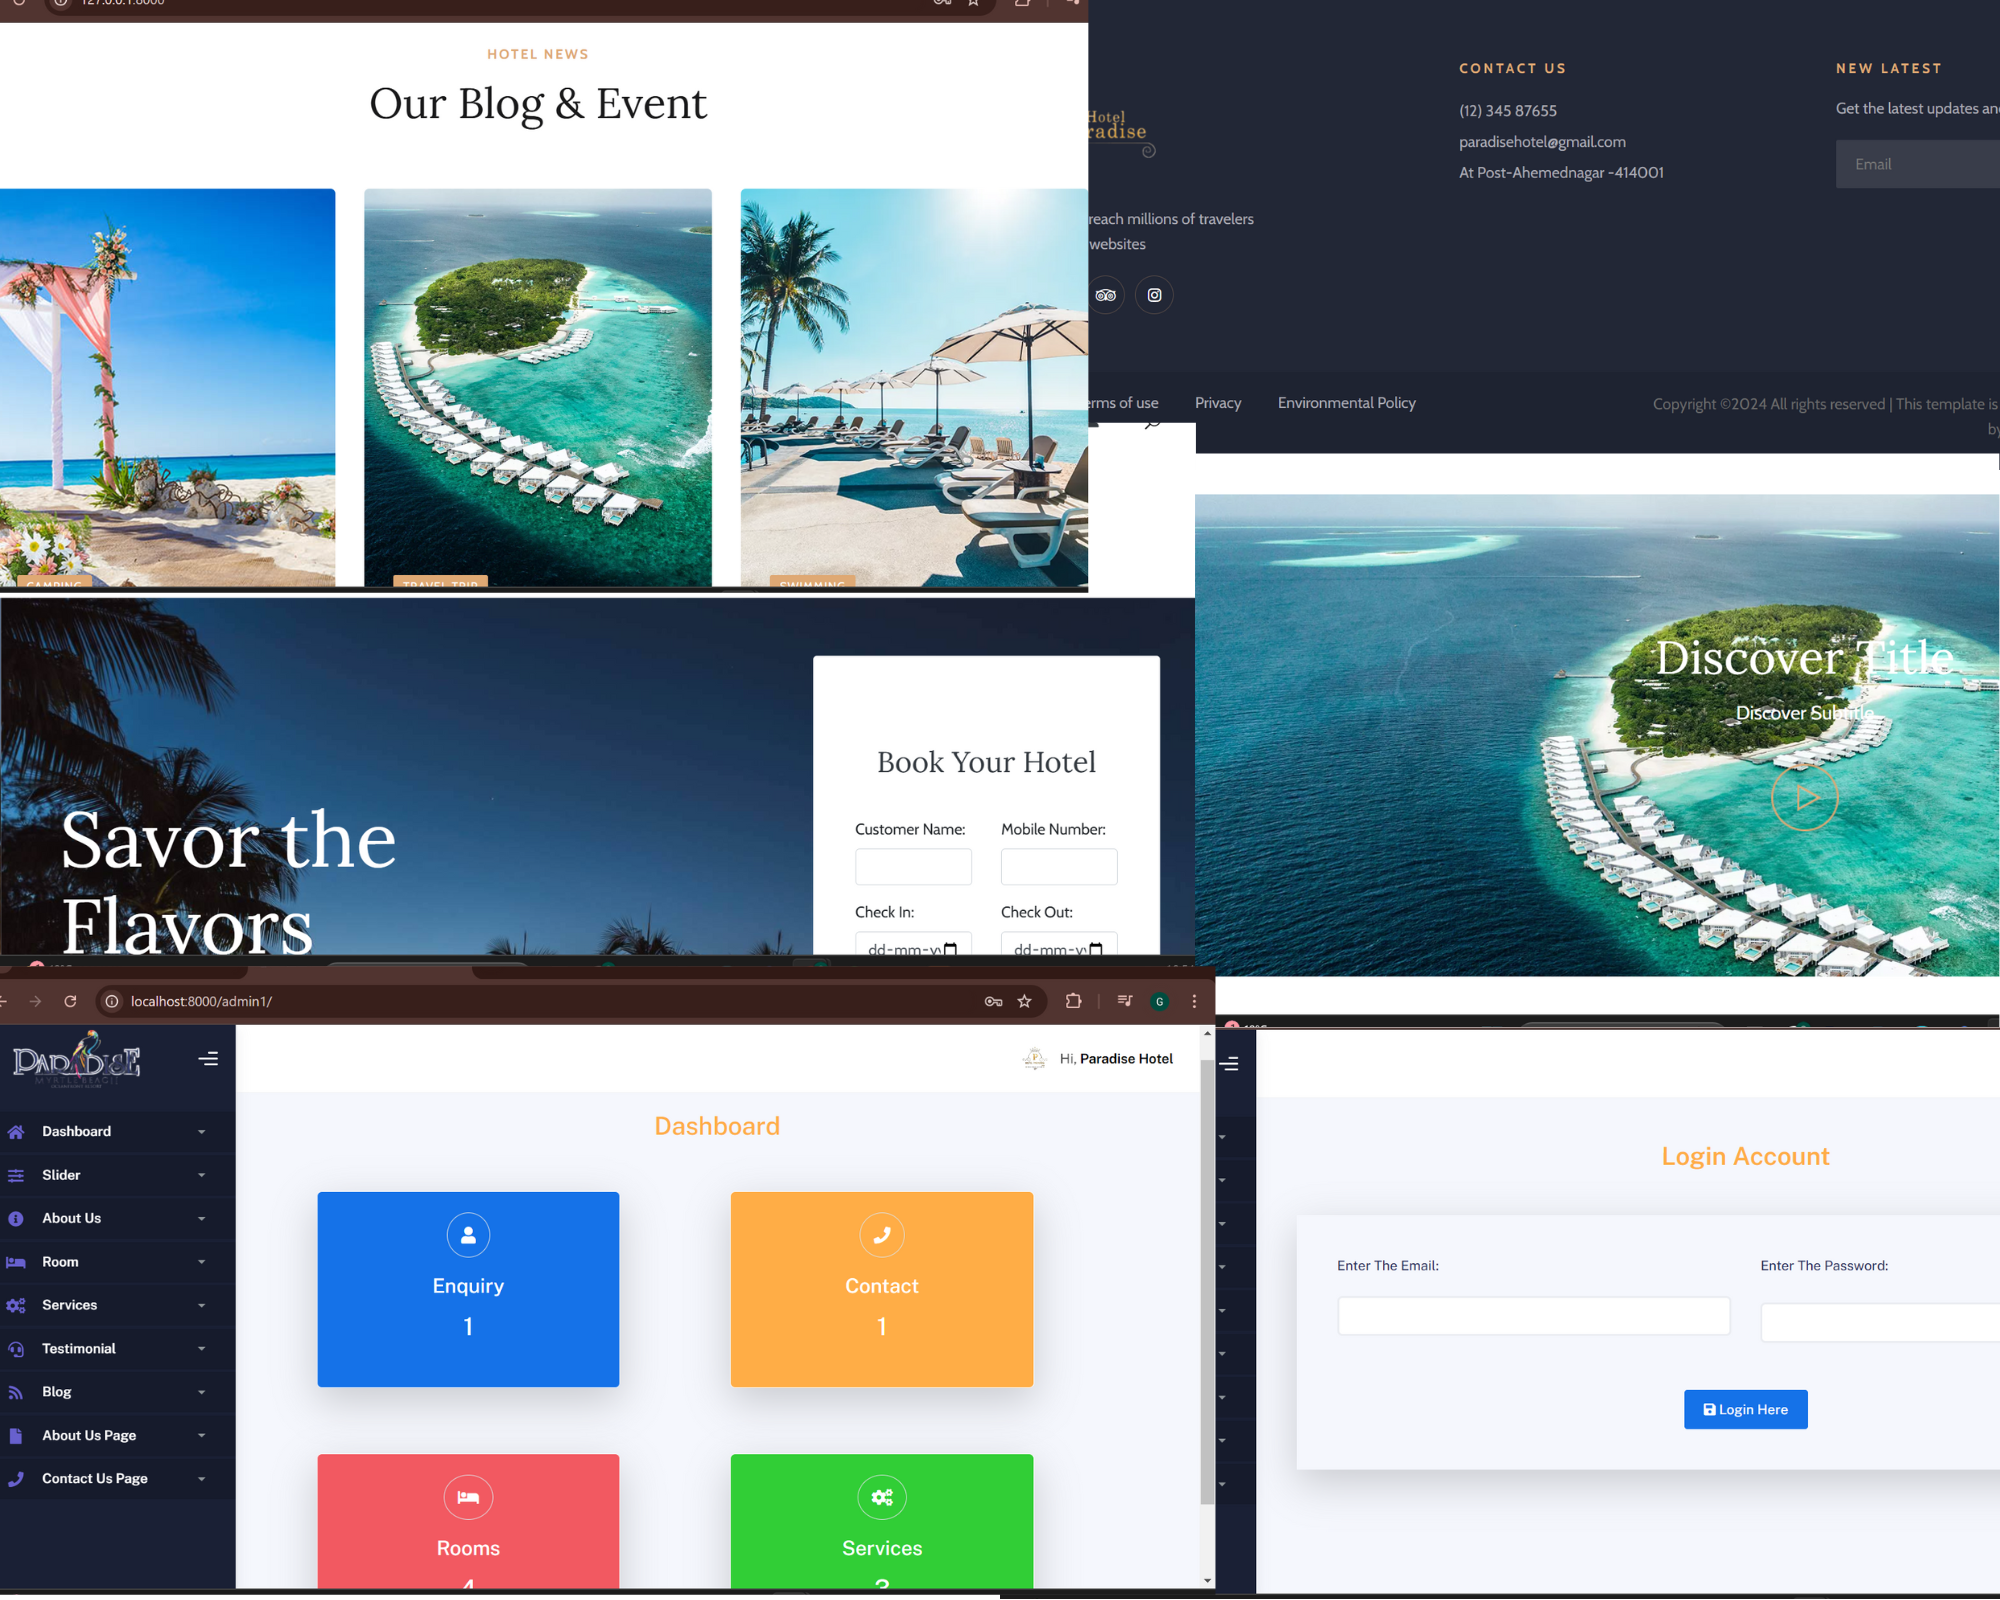 127.0.0.1:8000
HOTEL NEWS
Our Blog & Event
CAMPING
TRAVEL TRIP
SWIMMING
Hotel
radise
reach millions of travelers
websites
CONTACT US
(12) 345 87655
paradisehotel@gmail.com
At Post-Ahemednagar -414001
NEW LATEST
Get the latest updates an
Email
erms of use
Privacy
Environmental Policy
Copyright ©2024 All rights reserved | This template is
by
Savor the
Flavors
Book Your Hotel
Customer Name:
Mobile Number:
Check In:
Check Out:
dd-mm-y
dd-mm-y
Discover Title
Discover Subtitle
localhost:8000/admin1/
G
PARADISE
MYRTLE BEACH
Hi, Paradise Hotel
Dashboard
Slider
About Us
Room
Services
Testimonial
Blog
About Us Page
Contact Us Page
Dashboard
Enquiry
1
Contact
1
Rooms
4
Services
3
Login Account
Enter The Email:
Enter The Password:
Login Here